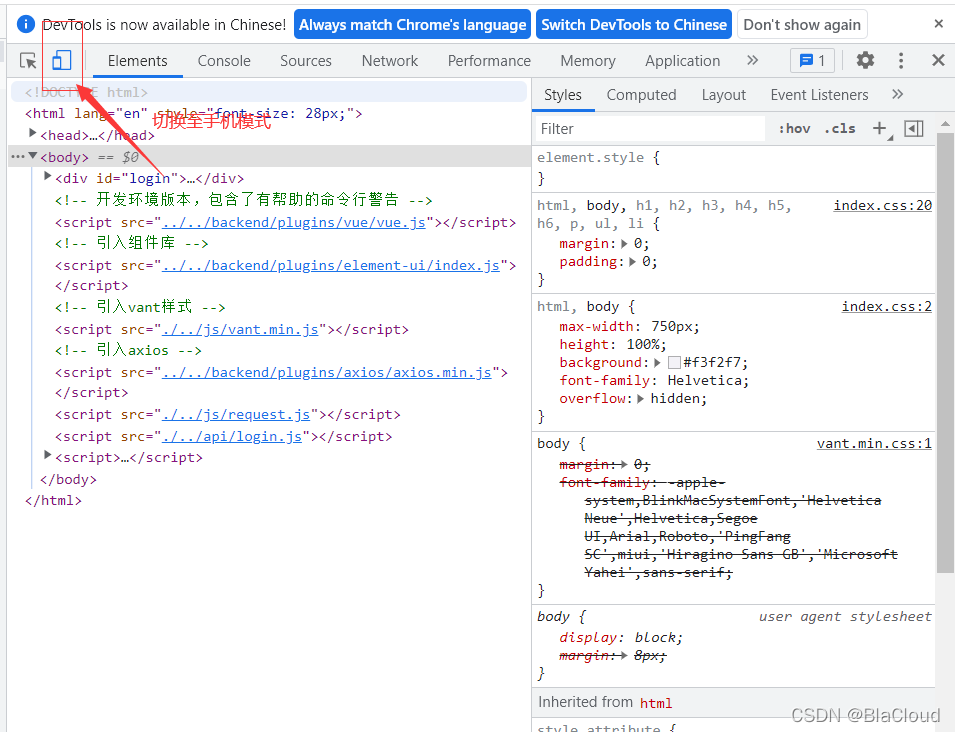 DevTools is now available in Chinese! Always match Chrome's language Switch DevTools to Chinese Don't show again
Elements Console Sources Network Performance Memory Application » 1
<!DOCTYPE html>
<html lang="en" style="font-size: 28px;">
切换至手机模式
<head>…</head>
<body> == $0
<div id="login">…</div>
<!-- 开发环境版本，包含了有帮助的命令行警告 -->
<script src="../../backend/plugins/vue/vue.js"></script>
<!-- 引入组件库 -->
<script src="../../backend/plugins/element-ui/index.js">
</script>
<!-- 引入vant样式 -->
<script src="./../js/vant.min.js"></script>
<!-- 引入axios -->
<script src="../../backend/plugins/axios/axios.min.js">
</script>
<script src="./../js/request.js"></script>
<script src="./../api/login.js"></script>
<script>…</script>
</body>
</html>
Styles Computed Layout Event Listeners »
Filter :hov .cls +
element.style {
}
html, body, h1, h2, h3, h4, h5, index.css:20
h6, p, ul, li {
margin: 0;
padding: 0;
}
html, body { index.css:2
max-width: 750px;
height: 100%;
background: #f3f2f7;
font-family: Helvetica;
overflow: hidden;
}
body { vant.min.css:1
margin: 0;
font-family: -apple-
system,BlinkMacSystemFont,'Helvetica
Neue',Helvetica,Segoe
UI,Arial,Roboto,'PingFang
SC',miui,'Hiragino Sans GB','Microsoft
Yahei',sans-serif;
}
body { user agent stylesheet
display: block;
margin: 8px;
}
Inherited from html
style attribute {
CSDN @BlaCloud